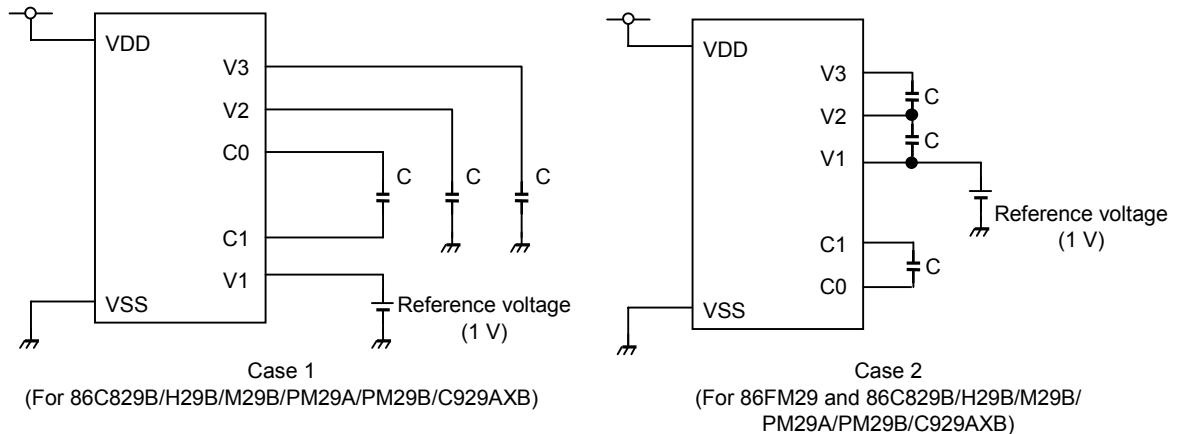 VDD
V3
V2
C0
C
C
C
C1
V1
VSS
Reference voltage
(1 V)
Case 1
(For 86C829B/H29B/M29B/PM29A/PM29B/C929AXB)
VDD
V3
C
V2
C
V1
Reference voltage
(1 V)
C1
C
C0
VSS
Case 2
(For 86FM29 and 86C829B/H29B/M29B/
PM29A/PM29B/C929AXB)